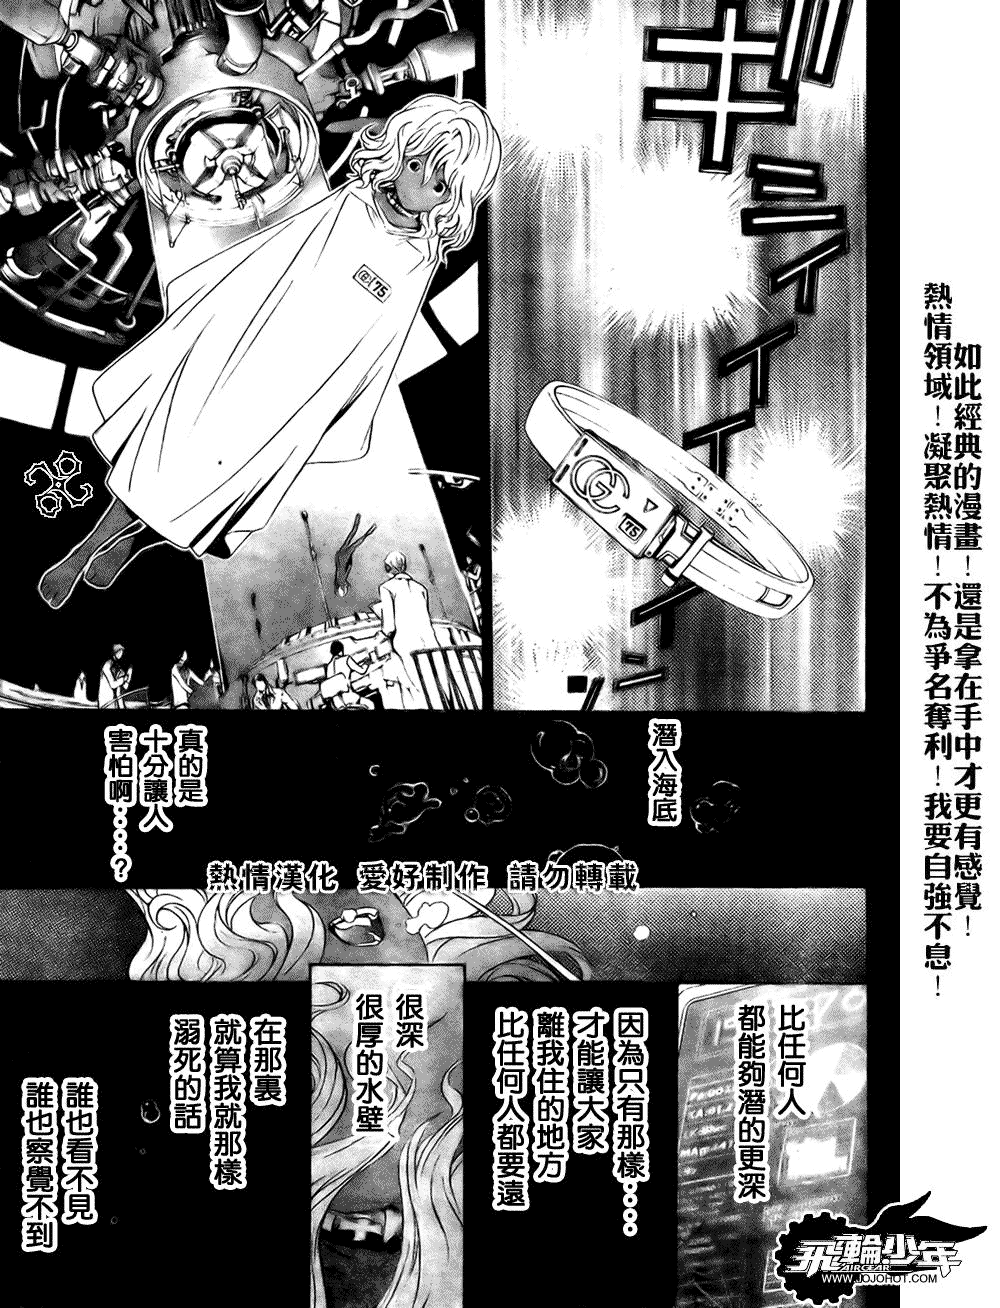 ギシイイイイン…
GC
75
GC 75
潛入海底
真的是
十分讓人
害怕啊……?
熱情漢化 愛好制作 請勿轉載
比任何人
都能夠潛的更深
因為只有那樣……
才能讓大家
離我住的地方
比任何人都要遠
很深
很厚的水壁
在那裏
就算我就那樣
溺死的話
誰也看不見
誰也察覺不到
如此經典的漫畫！還是拿在手中才更有感覺！
熱情領域！凝聚熱情！不為爭名奪利！我要自強不息！
飛輪少年
AIRGEAR
WWW.JOJOHOT.COM